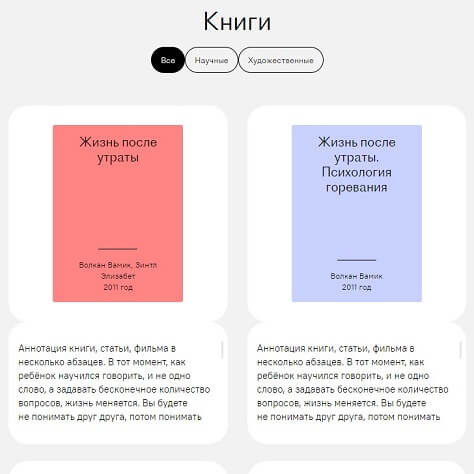 Книги
Все
Научные
Художественные
Жизнь после
утраты
Волкан Вамик, Зинтл
Элизабет
2011 год
Жизнь после
утраты.
Психология
горевания
Волкан Вамик
2011 год
Аннотация книги, статьи, фильма в
несколько абзацев. В тот момент, как
ребёнок научился говорить, и не одно
слово, а задавать бесконечное количество
вопросов, жизнь меняется. Вы будете
не понимать друг друга, потом понимать
Аннотация книги, статьи, фильма в
несколько абзацев. В тот момент, как
ребёнок научился говорить, и не одно
слово, а задавать бесконечное количество
вопросов, жизнь меняется. Вы будете
не понимать друг друга, потом понимать